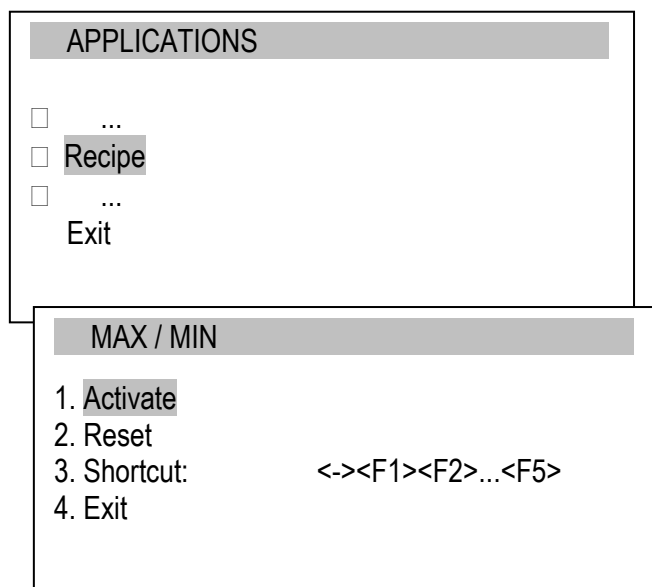 APPLICATIONS
...
Recipe
...
Exit
MAX / MIN
1. Activate
2. Reset
3. Shortcut: <-><F1><F2>...<F5>
4. Exit